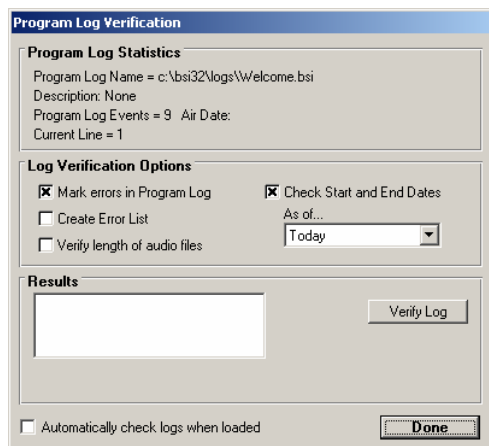 Program Log Verification
Program Log Statistics
Program Log Name = c:\bsi32\logs\Welcome.bsi
Description: None
Program Log Events = 9 Air Date:
Current Line = 1
Log Verification Options
Mark errors in Program Log
Check Start and End Dates
Create Error List
As of...
Today
Verify length of audio files
Results
Verify Log
Automatically check logs when loaded
Done